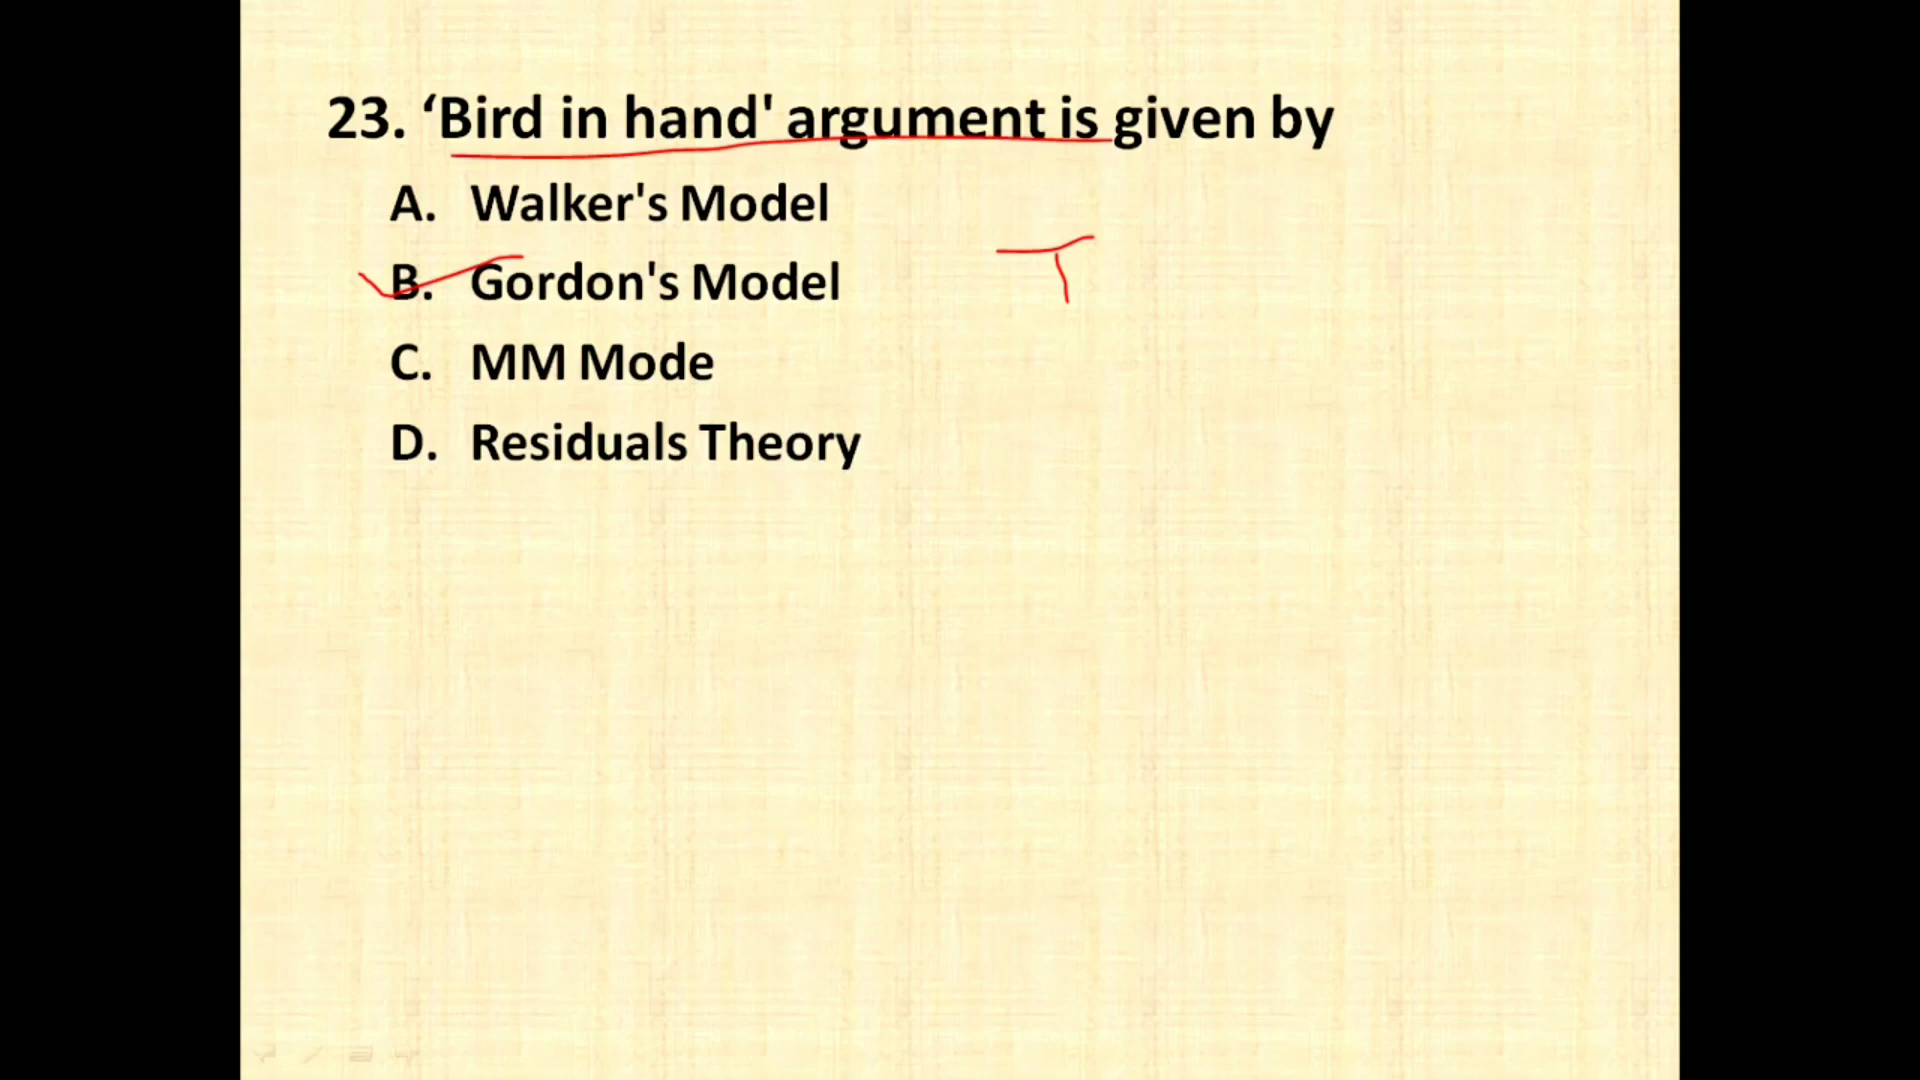 23. ‘Bird in hand' argument is given by
A. Walker's Model
B. Gordon's Model
C. MM Mode
D. Residuals Theory
T